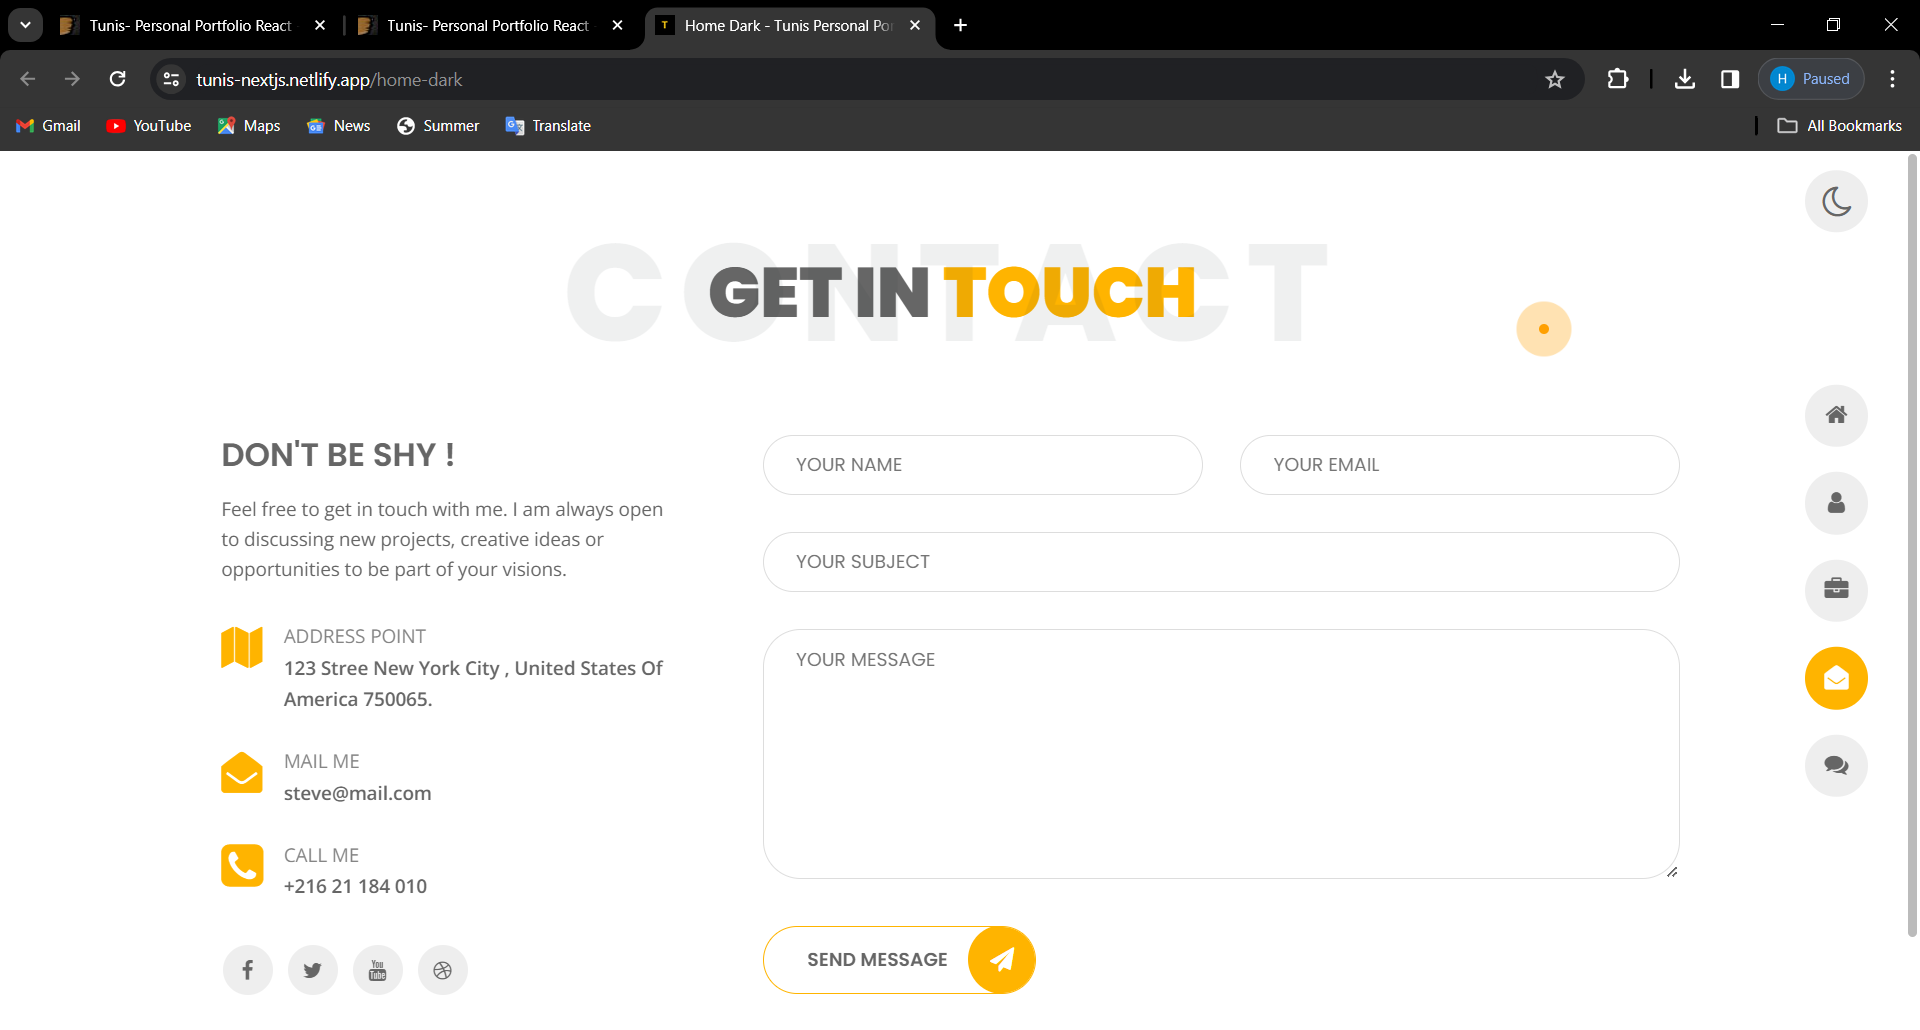 Tunis- Personal Portfolio React
Tunis- Personal Portfolio React
T
Home Dark - Tunis Personal Po
tunis-nextjs.netlify.app/home-dark
H
Paused
Gmail
YouTube
Maps
News
Summer
Translate
All Bookmarks
CONTACT
GET IN TOUCH
DON'T BE SHY !
Feel free to get in touch with me. I am always open
to discussing new projects, creative ideas or
opportunities to be part of your visions.
ADDRESS POINT
123 Stree New York City , United States Of
America 750065.
MAIL ME
steve@mail.com
CALL ME
+216 21 184 010
You
Tube
YOUR NAME
YOUR EMAIL
YOUR SUBJECT
YOUR MESSAGE
SEND MESSAGE